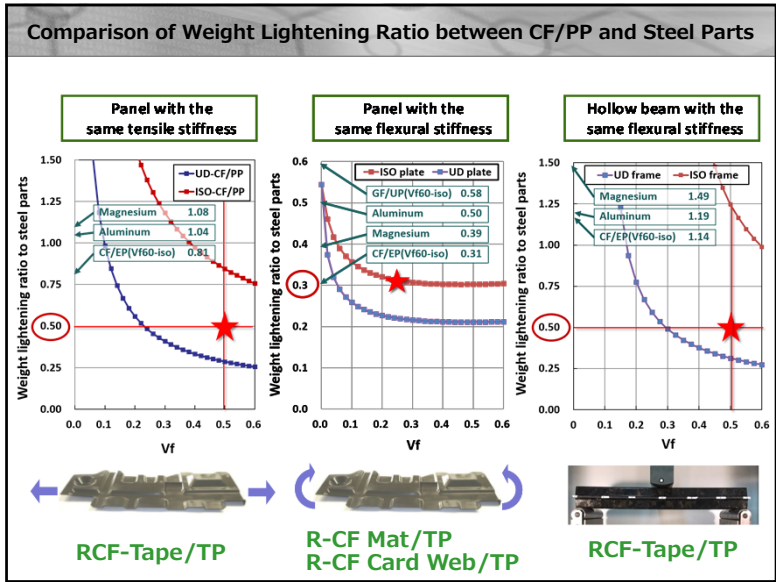 Comparison of Weight Lightening Ratio between CF/PP and Steel Parts
Panel with the
same tensile stiffness
Weight lightening ratio to steel parts
1.50
1.25
1.00
0.75
0.50
0.25
0.00
UD-CF/PP
ISO-CF/PP
Magnesium 1.08
Aluminum 1.04
CF/EP(Vf60-iso) 0.81
0.0 0.1 0.2 0.3 0.4 0.5 0.6
Vf
RCF-Tape/TP
Panel with the
same flexural stiffness
Weight lightening ratio to steel parts
0.6
0.5
0.4
0.3
0.2
0.1
0.0
ISO plate UD plate
GF/UP(Vf60-iso) 0.58
Aluminum 0.50
Magnesium 0.39
CF/EP(Vf60-iso) 0.31
0.0 0.1 0.2 0.3 0.4 0.5 0.6
Vf
R-CF Mat/TP
R-CF Card Web/TP
Hollow beam with the
same flexural stiffness
Weight lightening ratio to steel parts
1.50
1.25
1.00
0.75
0.50
0.25
0.00
UD frame ISO frame
Magnesium 1.49
Aluminum 1.19
CF/EP(Vf60-iso) 1.14
0.0 0.1 0.2 0.3 0.4 0.5 0.6
Vf
RCF-Tape/TP